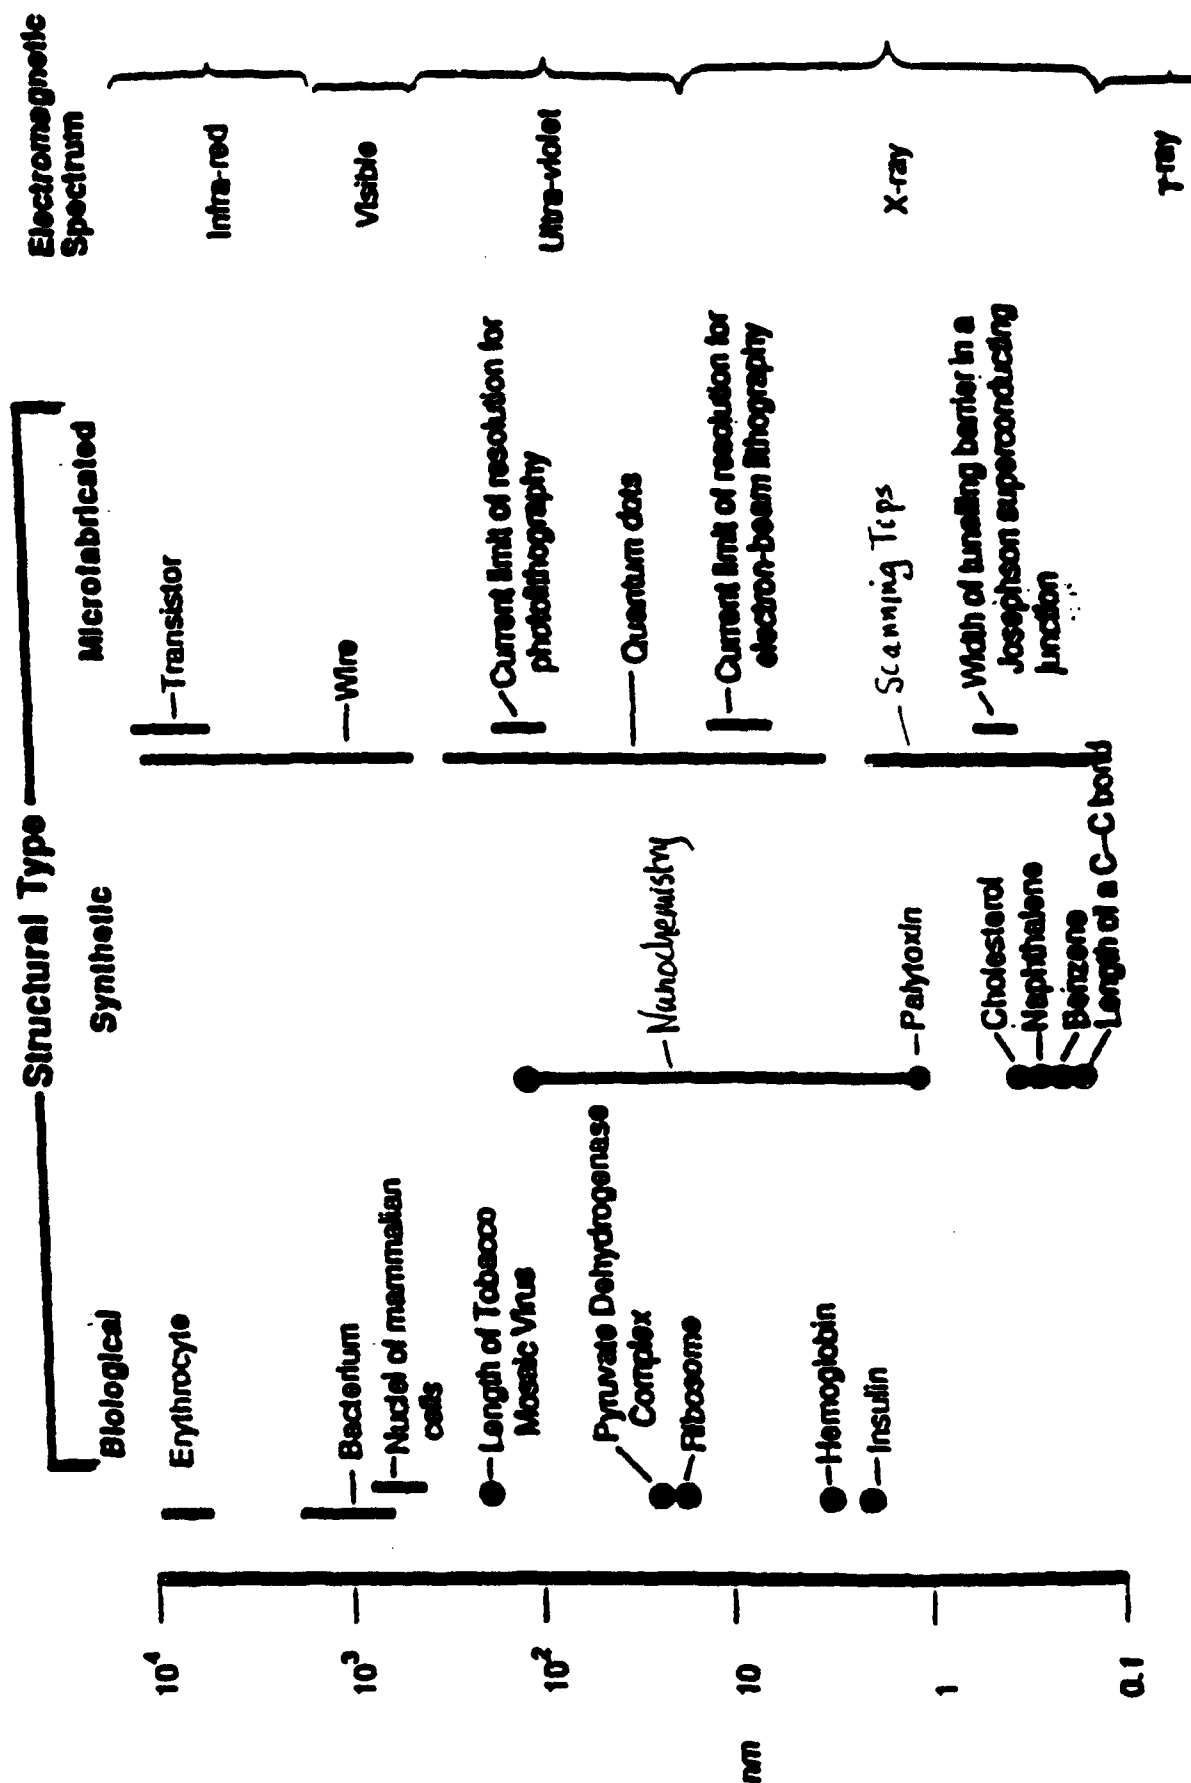 Structural Type
Biological
Synthetic
Microfabricated
Electromagnetic
Spectrum
10⁴
10³
10²
10
1
0.1
nm
Erythrocyte
Bacterium
Nuclei of mammalian
cells
Length of Tobacco
Mosaic Virus
Pyruvate Dehydrogenase
Complex
Ribosome
Hemoglobin
Insulin
Nanochemistry
Palytoxin
Cholesterol
Naphthalene
Benzene
Length of a C–C bond
Transistor
Wire
Current limit of resolution for
photolithography
Quantum dots
Current limit of resolution for
electron-beam lithography
Scanning Tips
Width of tunelling barrier in a
Josephson superconducting
junction
Infra-red
Visible
Ultra-violet
X-ray
γ-ray